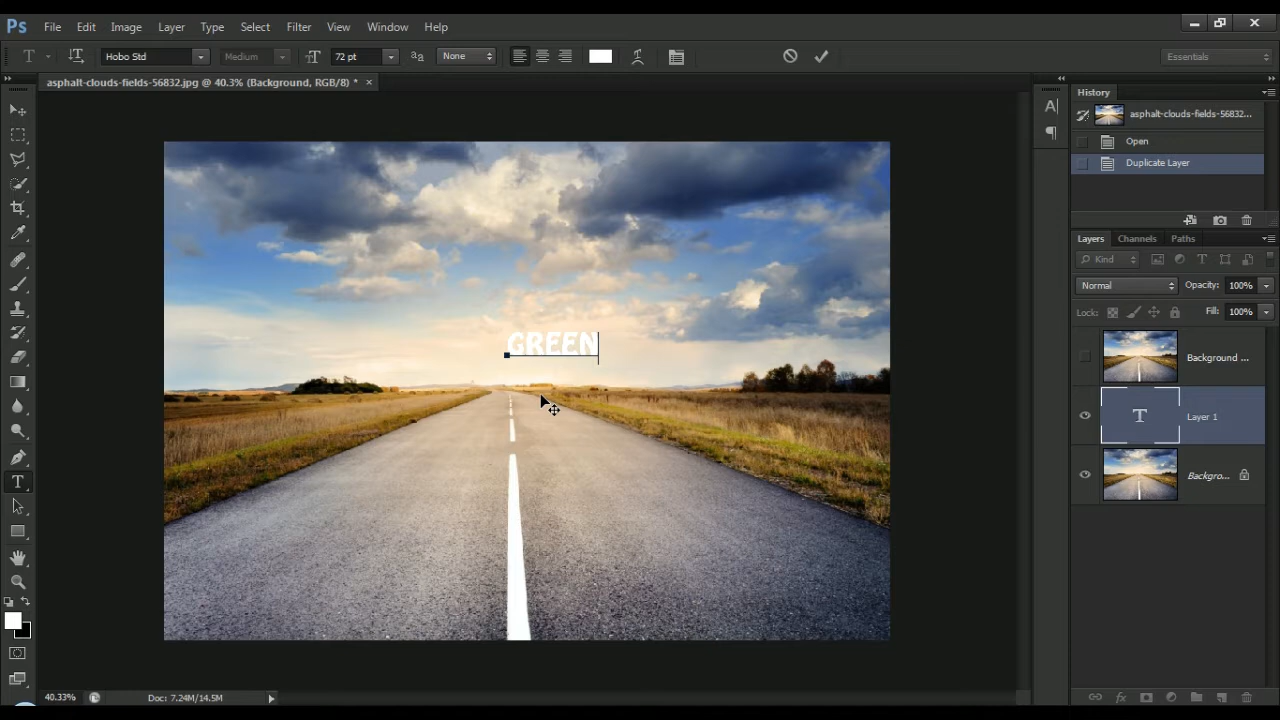 Ps File Edit Image Layer Type Select Filter View Window Help
T Hobo Std Medium 72 pt aa None Essentials
asphalt-clouds-fields-56832.jpg @ 40.3% (Background, RGB/8) * ×
History
asphalt-clouds-fields-56832...
Open
Duplicate Layer
Layers Channels Paths
Kind
Normal Opacity: 100%
Lock: Fill: 100%
GREEN
Background ...
T Layer 1
Backgro...
40.33% Doc: 7.24M/14.5M